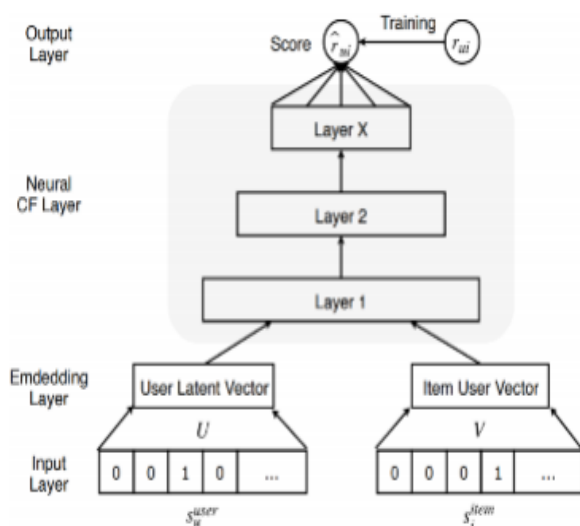 Output
Layer
Score
r̂ui
Training
rui
Layer X
Neural
CF Layer
Layer 2
Layer 1
Emdedding
Layer
User Latent Vector
Item User Vector
U
V
Input
Layer
0 0 1 0 ...
0 0 0 1 ...
s_u^user
s_i^item